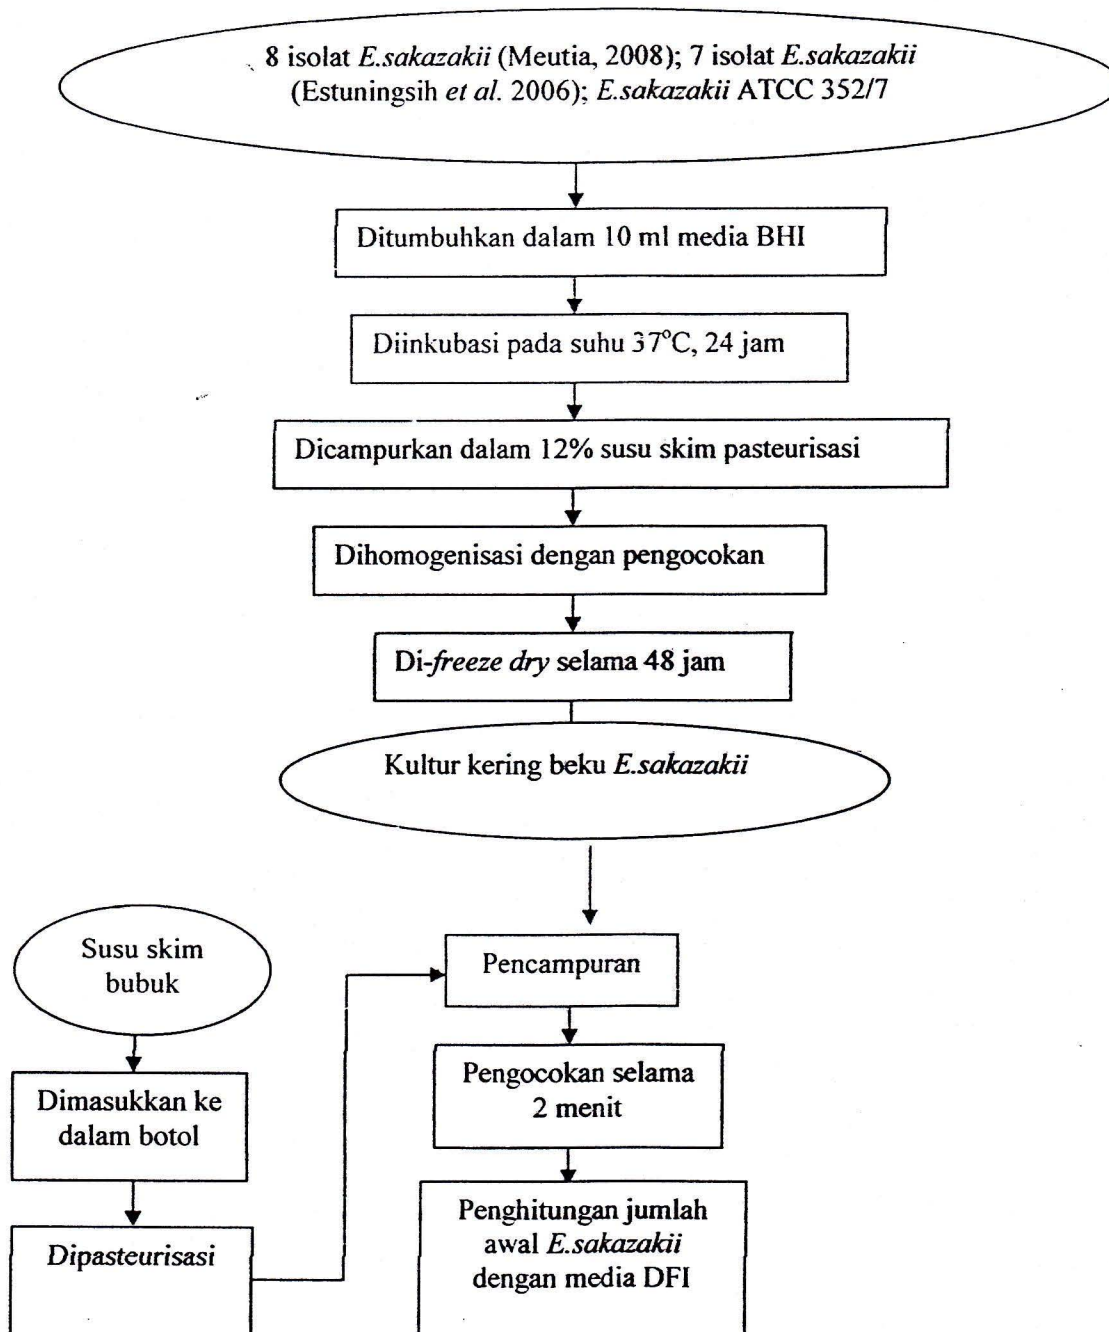 8 isolat E.sakazakii (Meutia, 2008); 7 isolat E.sakazakii
(Estuningsih et al. 2006); E.sakazakii ATCC 352/7
Ditumbuhkan dalam 10 ml media BHI
Diinkubasi pada suhu 37°C, 24 jam
Dicampurkan dalam 12% susu skim pasteurisasi
Dihomogenisasi dengan pengocokan
Di-freeze dry selama 48 jam
Kultur kering beku E.sakazakii
Susu skim
bubuk
Dimasukkan ke
dalam botol
Dipasteurisasi
Pencampuran
Pengocokan selama
2 menit
Penghitungan jumlah
awal E.sakazakii
dengan media DFI